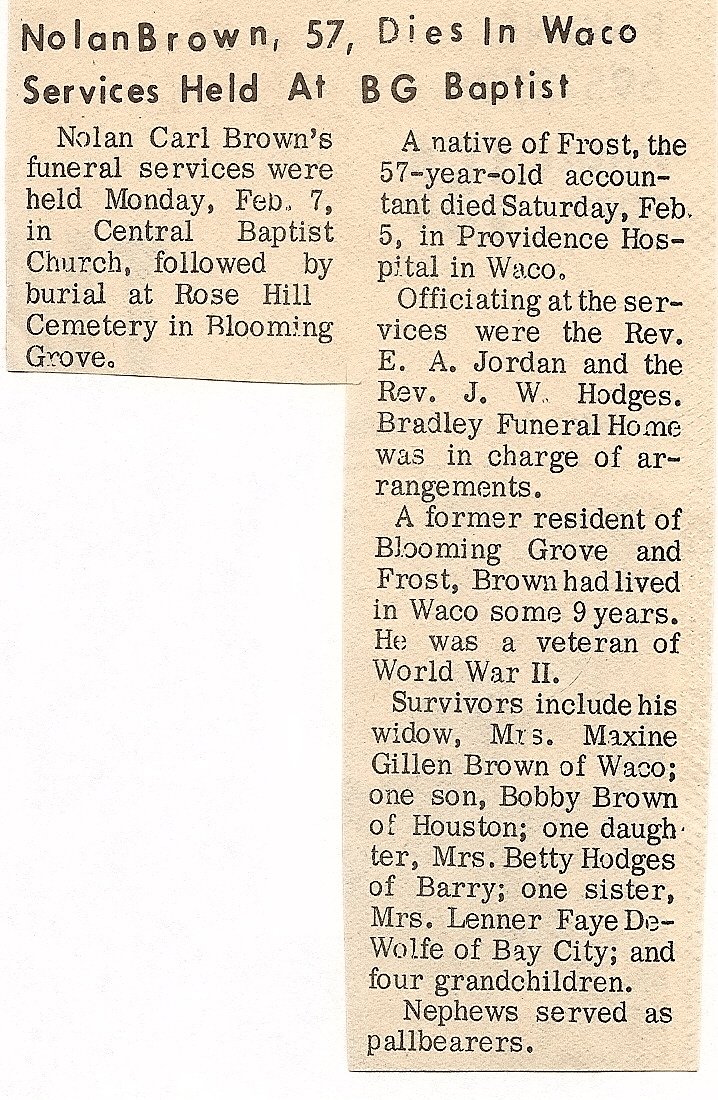 Nolan Brown, 57, Dies In Waco
Services Held At BG Baptist
Nolan Carl Brown's
funeral services were
held Monday, Feb. 7,
in Central Baptist
Church, followed by
burial at Rose Hill
Cemetery in Blooming
Grove.
A native of Frost, the
57-year-old accoun-
tant died Saturday, Feb.
5, in Providence Hos-
pital in Waco.
Officiating at the ser-
vices were the Rev.
E. A. Jordan and the
Rev. J. W. Hodges.
Bradley Funeral Home
was in charge of ar-
rangements.
A former resident of
Blooming Grove and
Frost, Brown had lived
in Waco some 9 years.
He was a veteran of
World War II.
Survivors include his
widow, Mrs. Maxine
Gillen Brown of Waco;
one son, Bobby Brown
of Houston; one daugh-
ter, Mrs. Betty Hodges
of Barry; one sister,
Mrs. Lenner Faye De-
Wolfe of Bay City; and
four grandchildren.
Nephews served as
pallbearers.